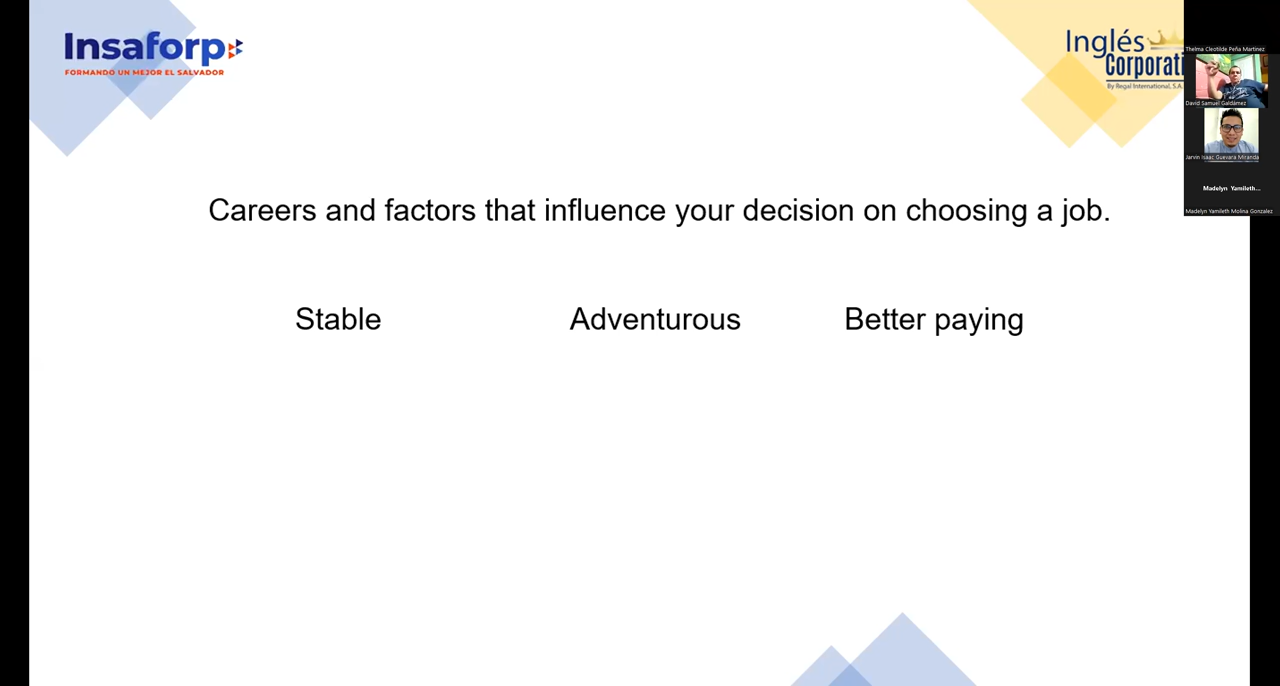 Insaforp
FORMANDO UN MEJOR EL SALVADOR
Inglés
Corporati
By Regal International, S.A.
Thelma Cleotilde Peña Martinez
David Samuel Galdámez
Jarvin Isaac Guevara Miranda
Madelyn Yamileth...
Madelyn Yamileth Molina Gonzalez
Careers and factors that influence your decision on choosing a job.
Stable Adventurous Better paying